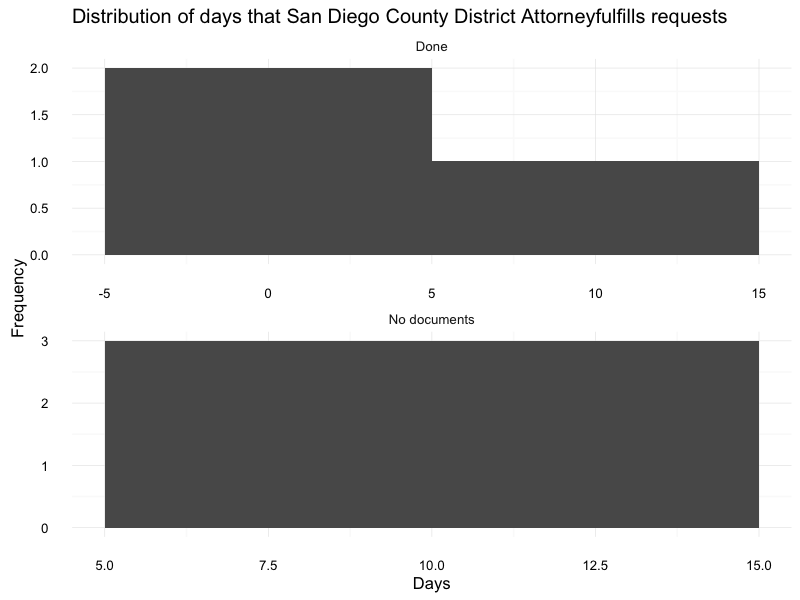 Distribution of days that San Diego County District Attorneyfulfills requests
Done
2.0
1.5
1.0
0.5
0.0
-5 0 5 10 15
Frequency
No documents
3
2
1
0
5.0 7.5 10.0 12.5 15.0
Days